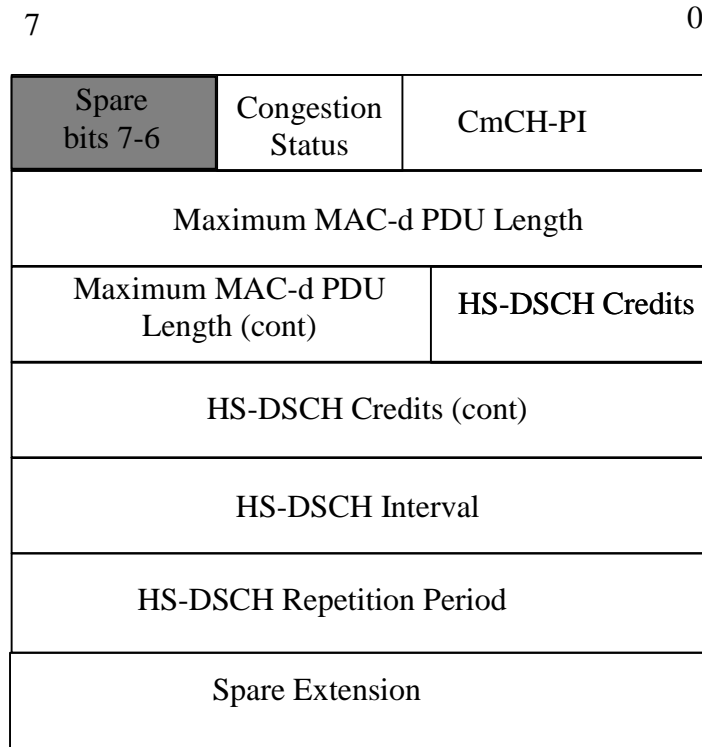 7 0
Spare
bits 7-6
Congestion
Status
CmCH-PI
Maximum MAC-d PDU Length
Maximum MAC-d PDU
Length (cont)
HS-DSCH Credits
HS-DSCH Credits (cont)
HS-DSCH Interval
HS-DSCH Repetition Period
Spare Extension